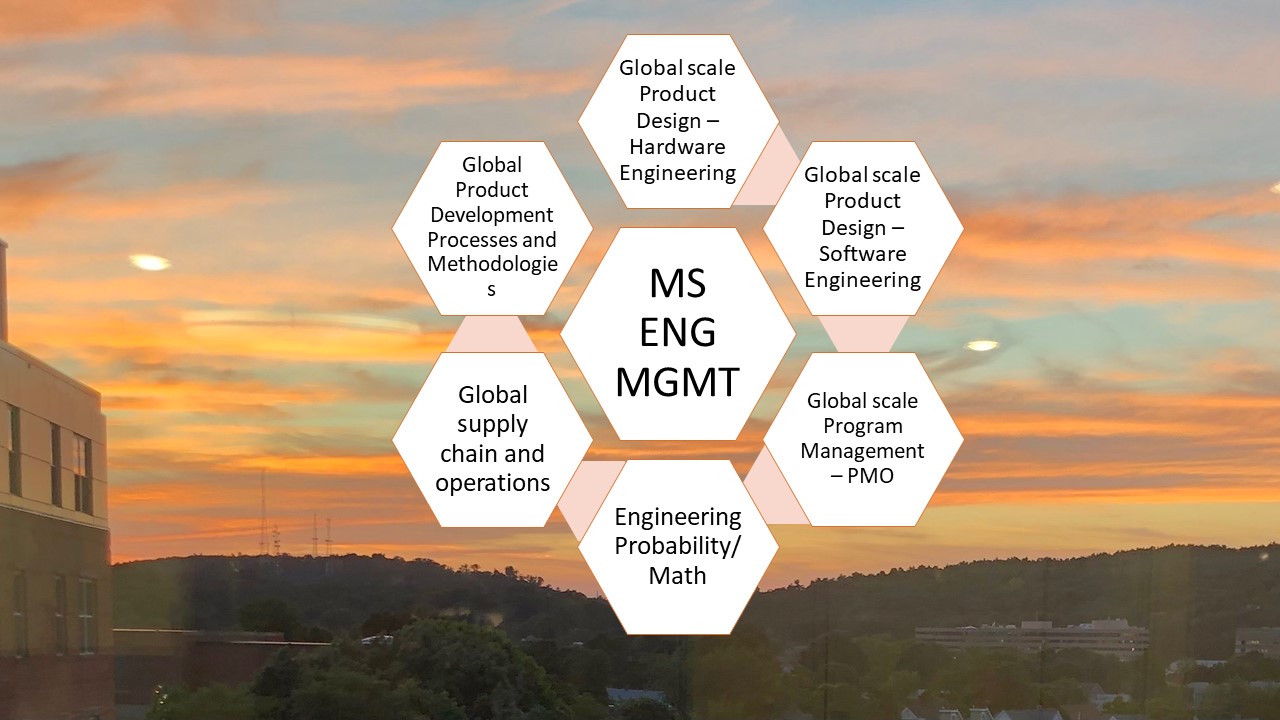 Global scale
Product
Design –
Hardware
Engineering
Global scale
Product
Design –
Software
Engineering
Global scale
Program
Management
– PMO
Engineering
Probability/
Math
Global
supply
chain and
operations
Global
Product
Development
Processes and
Methodologie
s
MS
ENG
MGMT